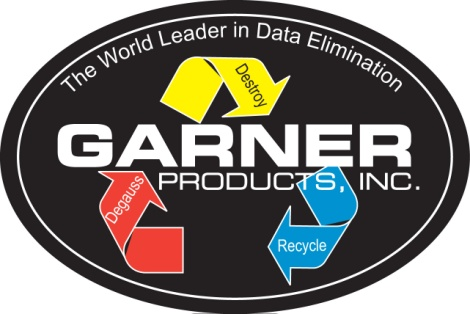 The World Leader in Data Elimination
Destroy
GARNER
PRODUCTS, INC.
Degauss
Recycle